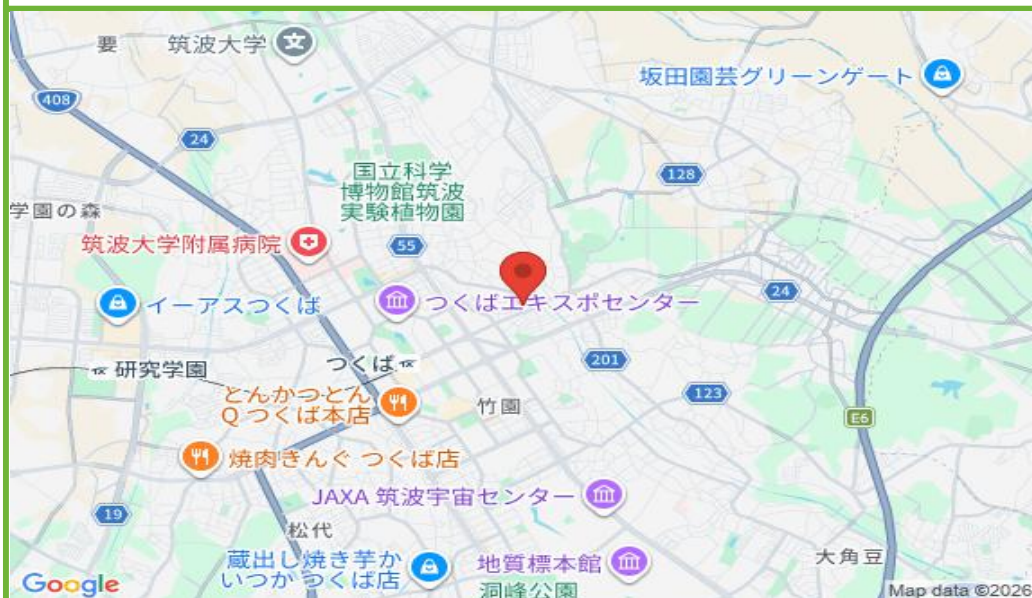 要
筑波大学
坂田園芸グリーンゲート
408
24
国立科学
博物館筑波
実験植物園
128
学園の森
筑波大学附属病院
55
イーアスつくば
つくばエキスポセンター
24
つくば
研究学園
201
とんかつとん
Q つくば本店
竹園
123
E6
焼肉きんぐ つくば店
JAXA 筑波宇宙センター
19
松代
蔵出し焼き芋か
いつか つくば店
地質標本館
洞峰公園
大角豆
Google
Map data ©2026